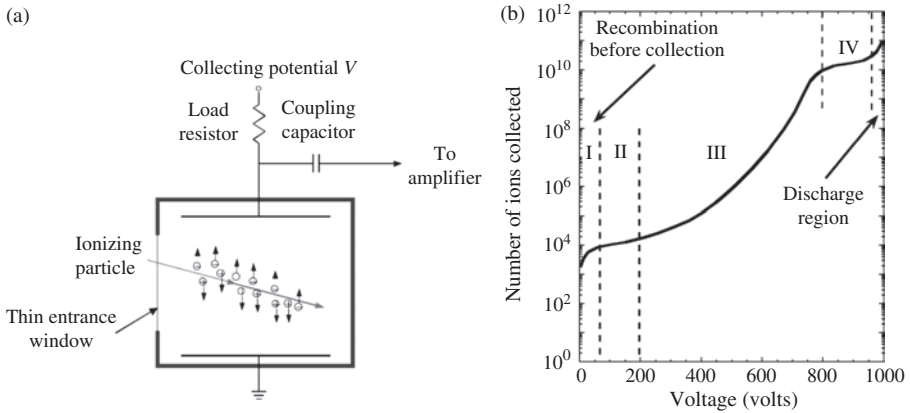 (a)
Collecting potential V
Load
resistor
Coupling
capacitor
To
amplifier
Ionizing
particle
Thin entrance
window
(b)
Number of ions collected
10^12
10^10
10^8
10^6
10^4
10^2
10^0
Recombination
before collection
I
II
III
IV
Discharge
region
0
200
400
600
800
1000
Voltage (volts)